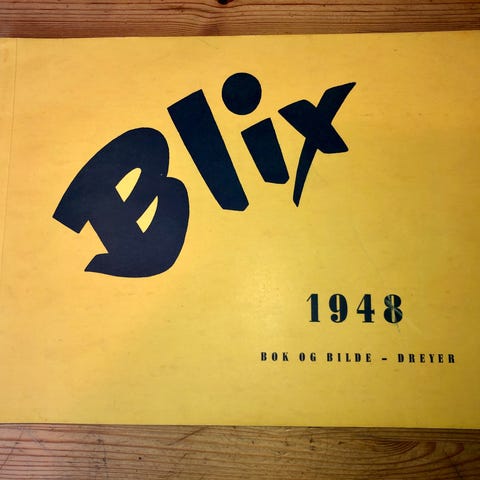 Blix
1948
BOK OG BILDE – DREYER